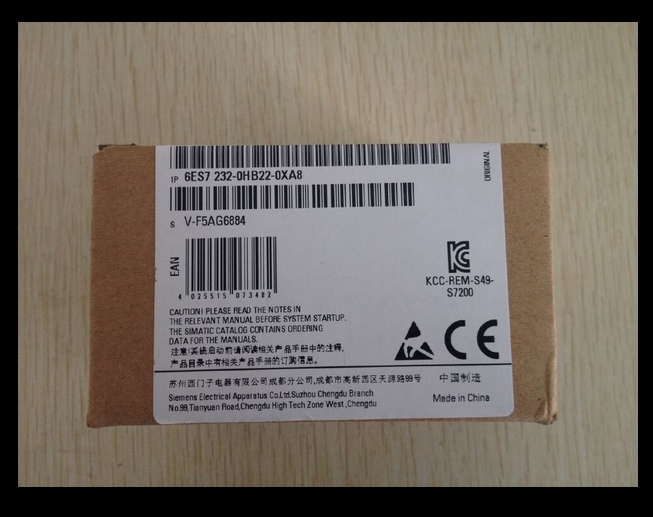 1P 6ES7 232-0HB22-0XA8
ORIGINAL
S V-F5AG6884
EAN
4 025515 073482
KCC-REM-S49-
S7200
CAUTION! PLEASE READ THE NOTES IN
THE RELEVANT MANUAL BEFORE SYSTEM STARTUP.
THE SIMATIC CATALOG CONTAINS ORDERING
DATA FOR THE MANUALS.
注意!系统启动前请阅读相关产品手册中的注释,
产品目录中有相关产品手册的订购信息。
CE
苏州西门子电器有限公司成都分公司,成都市高新西区天源路99号
中国制造
Siemens Electrical Apparatus Co.Ltd.Suzhou Chengdu Branch
No.99,Tianyuan Road,Chengdu High Tech Zone West,Chengdu
Made in China